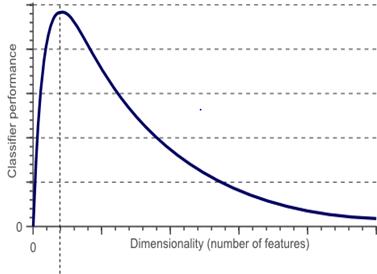 Classifier performance
0
0
Dimensionality (number of features)